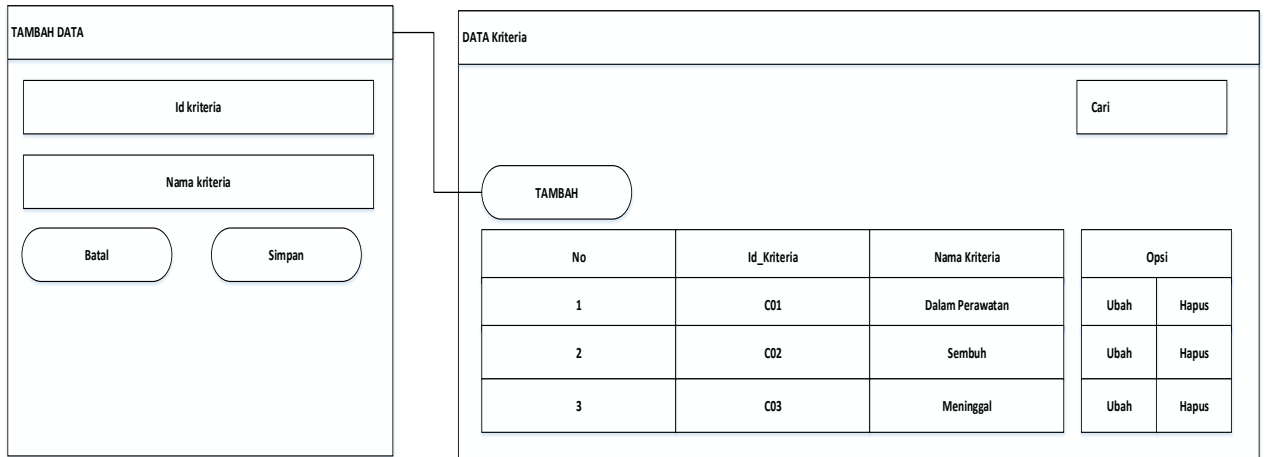 TAMBAH DATA
Id kriteria
Nama kriteria
Batal Simpan
DATA Kriteria
Cari
TAMBAH
No Id_Kriteria Nama Kriteria Opsi
1 C01 Dalam Perawatan Ubah Hapus
2 C02 Sembuh Ubah Hapus
3 C03 Meninggal Ubah Hapus